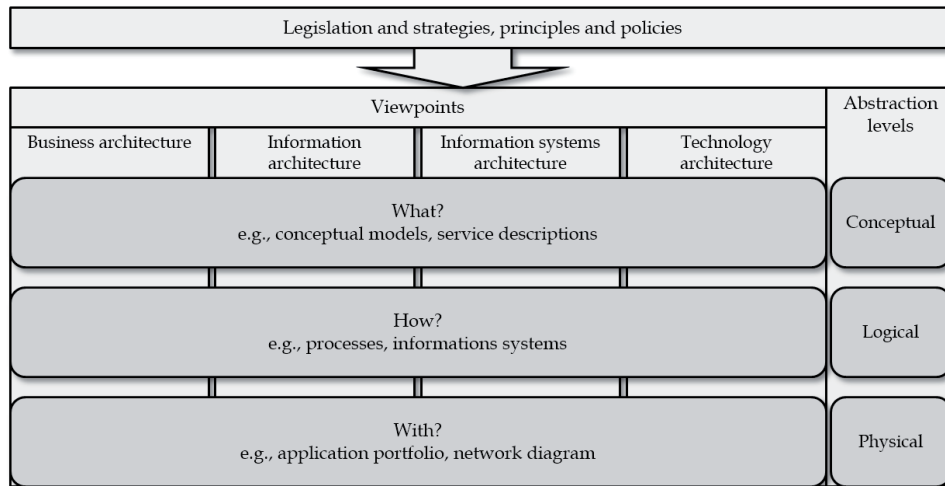 Legislation and strategies, principles and policies
Viewpoints
Abstraction
levels
Business architecture
Information
architecture
Information systems
architecture
Technology
architecture
What?
e.g., conceptual models, service descriptions
Conceptual
How?
e.g., processes, informations systems
Logical
With?
e.g., application portfolio, network diagram
Physical